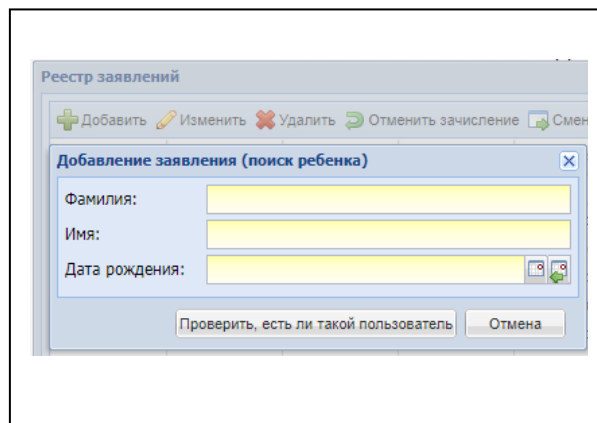 Реестр заявлений
Добавить Изменить Удалить Отменить зачисление Смен
Добавление заявления (поиск ребенка)
Фамилия:
Имя:
Дата рождения:
Проверить, есть ли такой пользователь Отмена